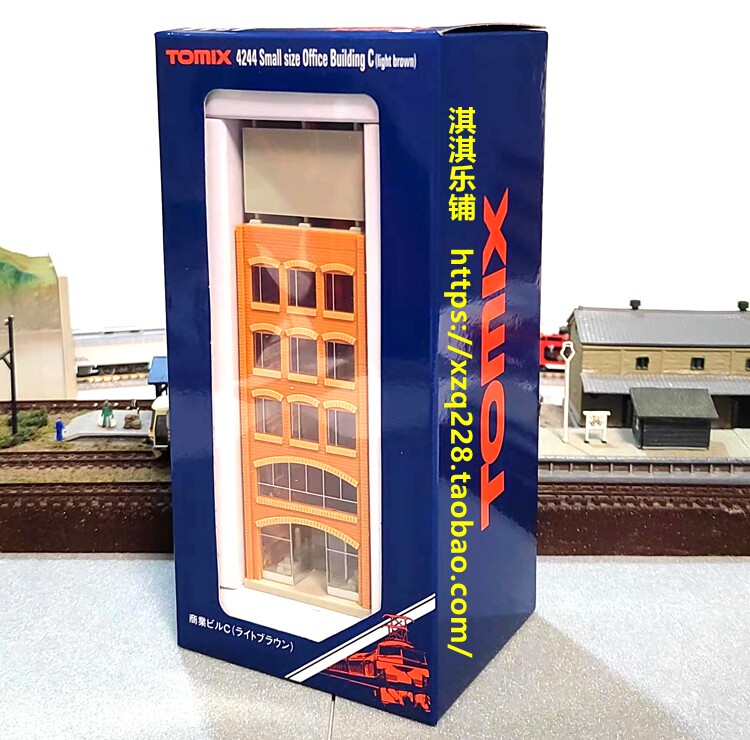 TOMIX 4244 Small size Office Building C (light brown)
淇淇乐铺 https://xzq228.taobao.com/
TOMIX
商業ビルC(ライトブラウン)